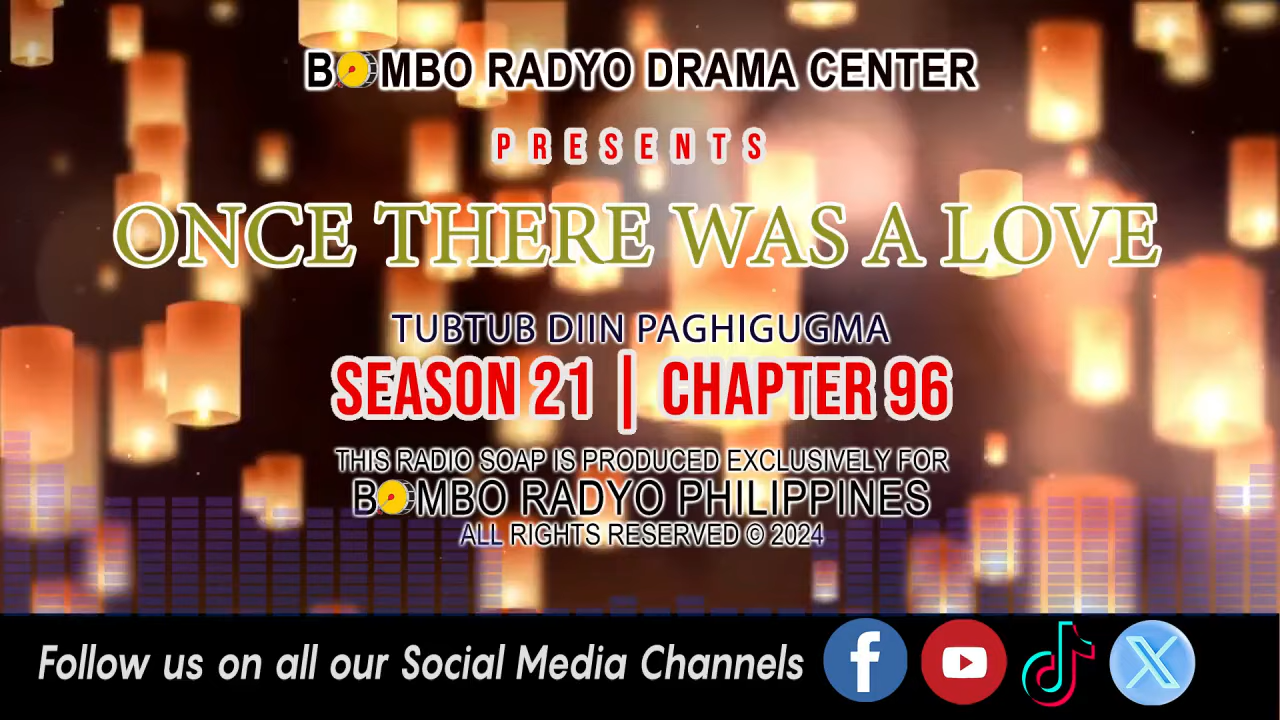 BOMBO RADYO DRAMA CENTER
PRESENTS
ONCE THERE WAS A LOVE
TUBTUB DIIN PAGHIGUGMA
SEASON 21 | CHAPTER 96
THIS RADIO SOAP IS PRODUCED EXCLUSIVELY FOR
BOMBO RADYO PHILIPPINES
ALL RIGHTS RESERVED © 2024
Follow us on all our Social Media Channels